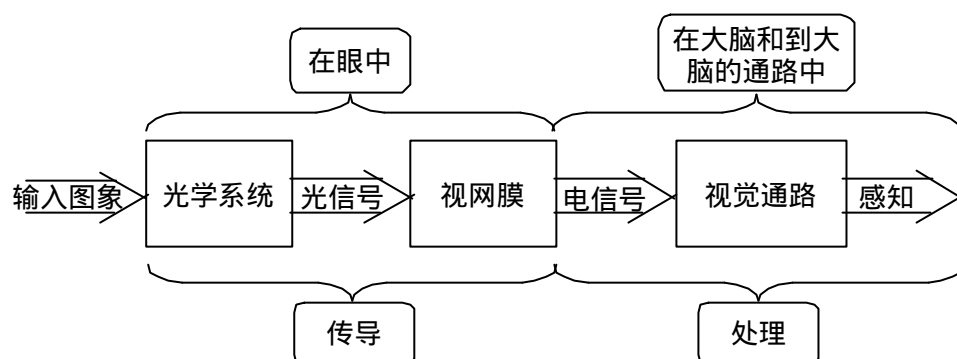 在眼中
在大脑和到大
脑的通路中
输入图象
光学系统
光信号
视网膜
电信号
视觉通路
感知
传导
处理